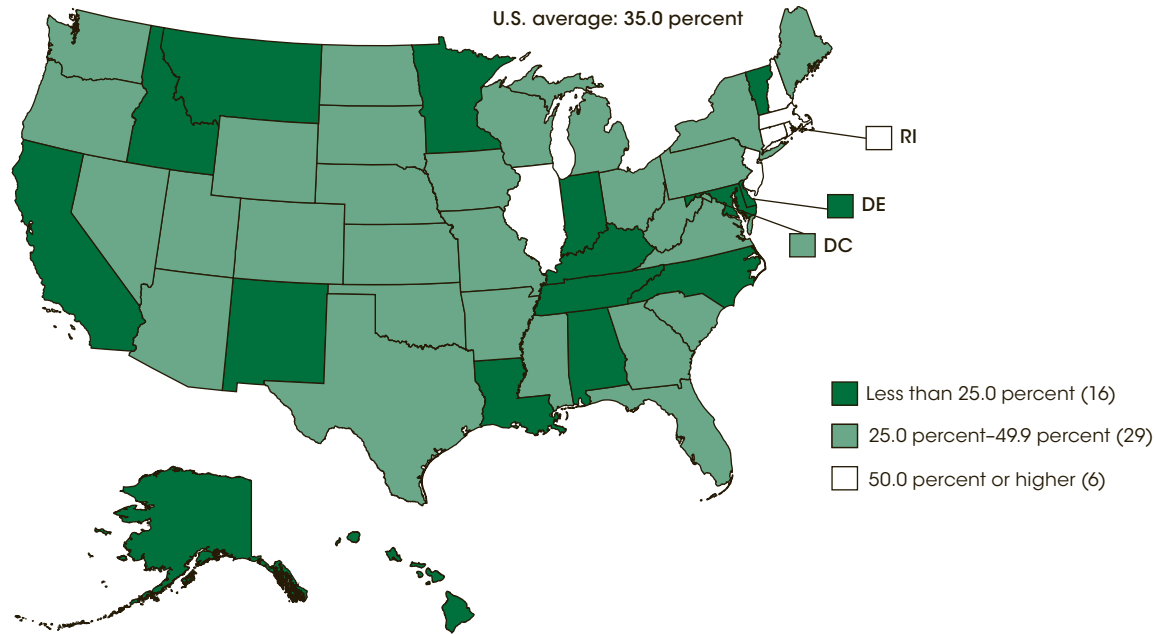 U.S. average: 35.0 percent
RI
DE
DC
Less than 25.0 percent (16)
25.0 percent–49.9 percent (29)
50.0 percent or higher (6)